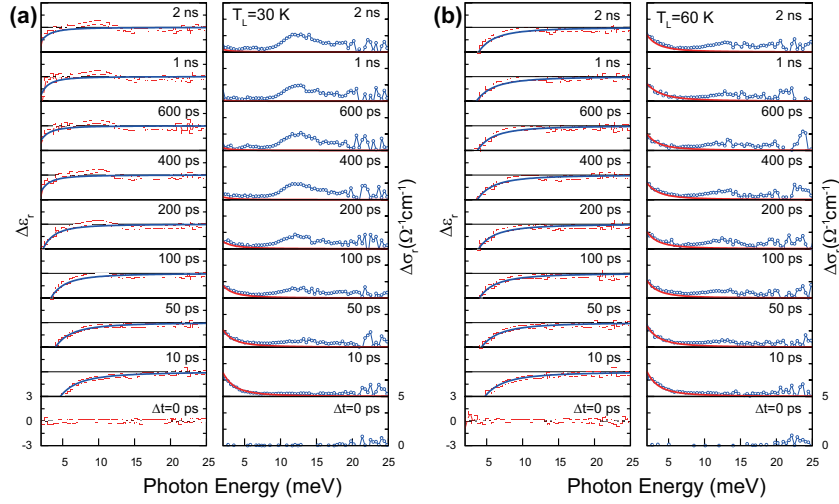 (a)
T_L=30 K
(b)
T_L=60 K
2 ns
2 ns
2 ns
2 ns
1 ns
1 ns
1 ns
1 ns
600 ps
600 ps
600 ps
600 ps
400 ps
400 ps
400 ps
400 ps
200 ps
200 ps
200 ps
200 ps
100 ps
100 ps
100 ps
100 ps
50 ps
50 ps
50 ps
50 ps
10 ps
10 ps
10 ps
10 ps
Δt=0 ps
Δt=0 ps
Δt=0 ps
Δt=0 ps
Δε_r
Δσ_r(Ω⁻¹cm⁻¹)
Δε_r
Δσ_r(Ω⁻¹cm⁻¹)
3
0
-3
5
0
3
0
-3
5
0
5 10 15 20 25
5 10 15 20 25
5 10 15 20 25
5 10 15 20 25
Photon Energy (meV)
Photon Energy (meV)